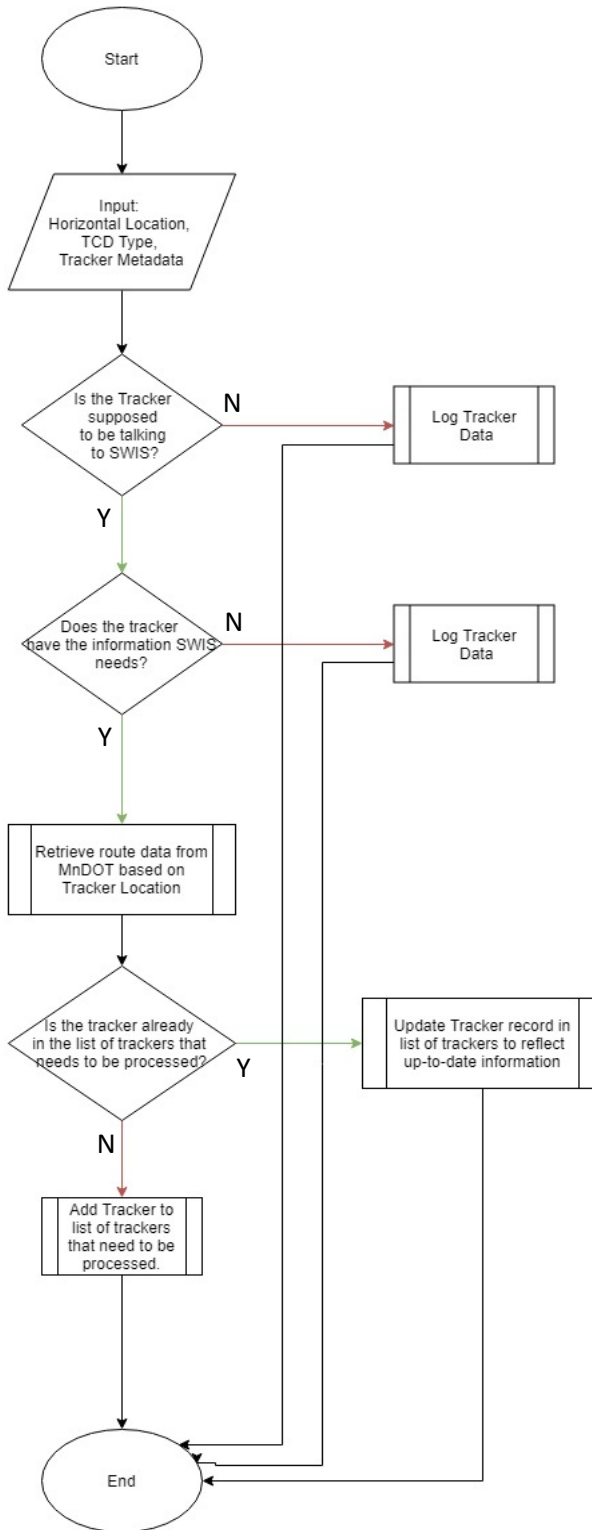 Start
Input:
Horizontal Location,
TCD Type,
Tracker Metadata
Is the Tracker
supposed
to be talking
to SWIS?
N
Log Tracker
Data
Y
Does the tracker
have the information SWIS
needs?
N
Log Tracker
Data
Y
Retrieve route data from
MnDOT based on
Tracker Location
Is the tracker already
in the list of trackers that
needs to be processed?
Y
Update Tracker record in
list of trackers to reflect
up-to-date information
N
Add Tracker to
list of trackers
that need to be
processed.
End